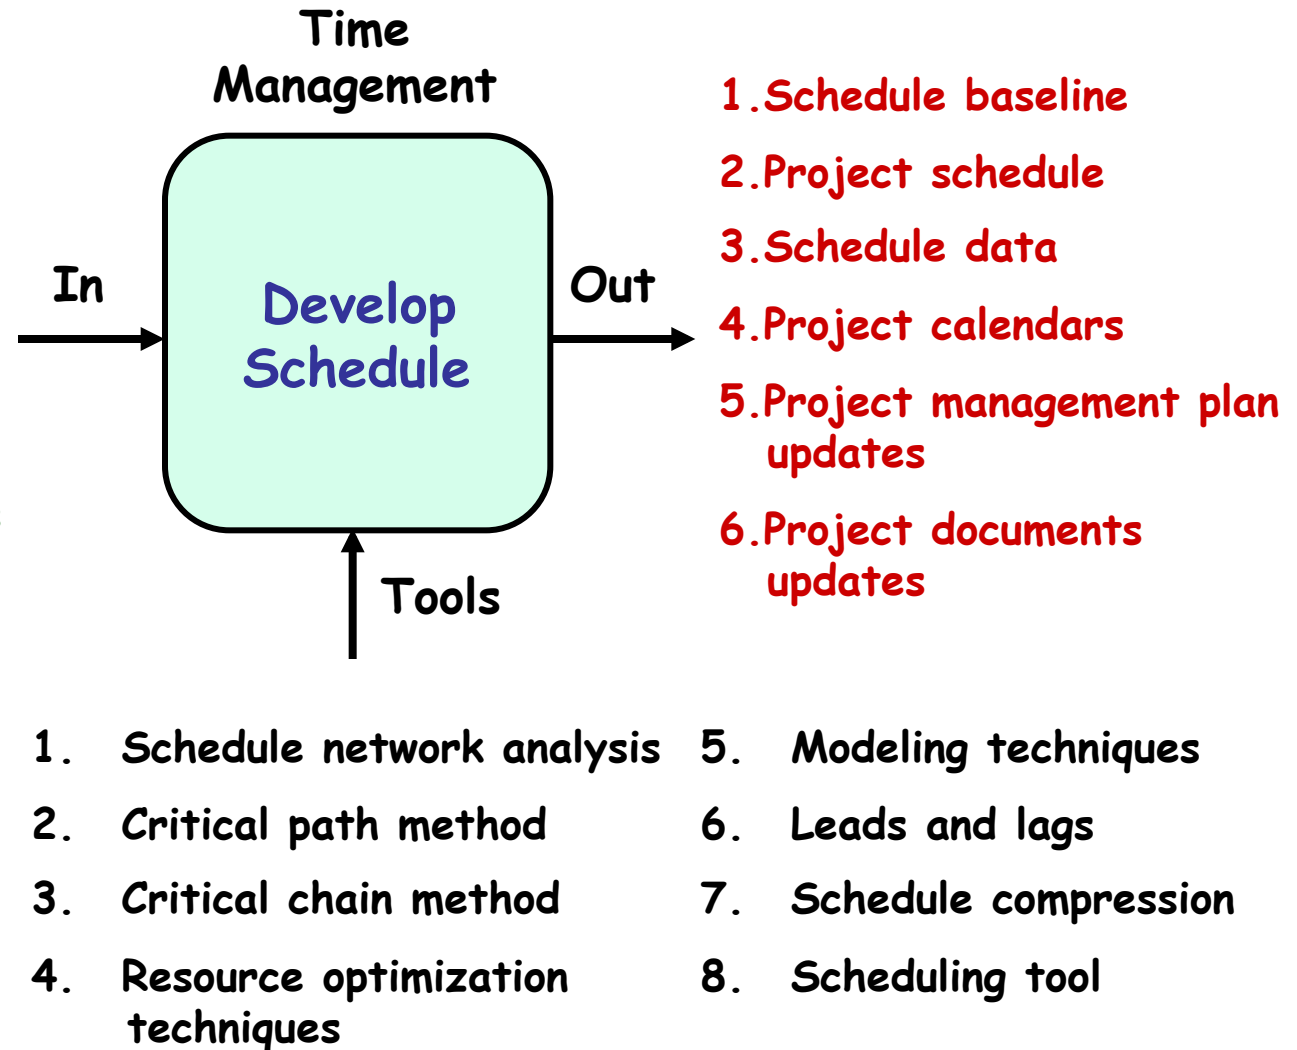 Time
Management
In
Develop
Schedule
Out
1.Schedule baseline
2.Project schedule
3.Schedule data
4.Project calendars
5.Project management plan
updates
6.Project documents
updates
Tools
1. Schedule network analysis
2. Critical path method
3. Critical chain method
4. Resource optimization
techniques
5. Modeling techniques
6. Leads and lags
7. Schedule compression
8. Scheduling tool